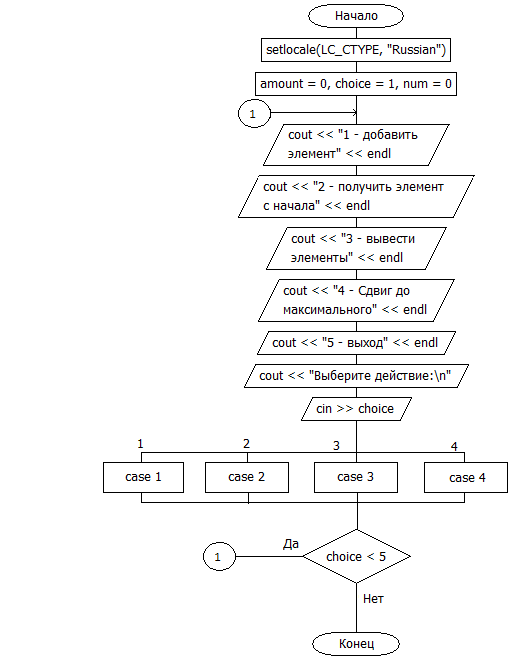 Начало
setlocale(LC_CTYPE, "Russian")
amount = 0, choice = 1, num = 0
1
cout << "1 - добавить
элемент" << endl
cout << "2 - получить элемент
с начала" << endl
cout << "3 - вывести
элементы" << endl
cout << "4 - Сдвиг до
максимального" << endl
cout << "5 - выход" << endl
cout << "Выберите действие:\n"
cin >> choice
1 2 3 4
case 1 case 2 case 3 case 4
Да
1 choice < 5
Нет
Конец